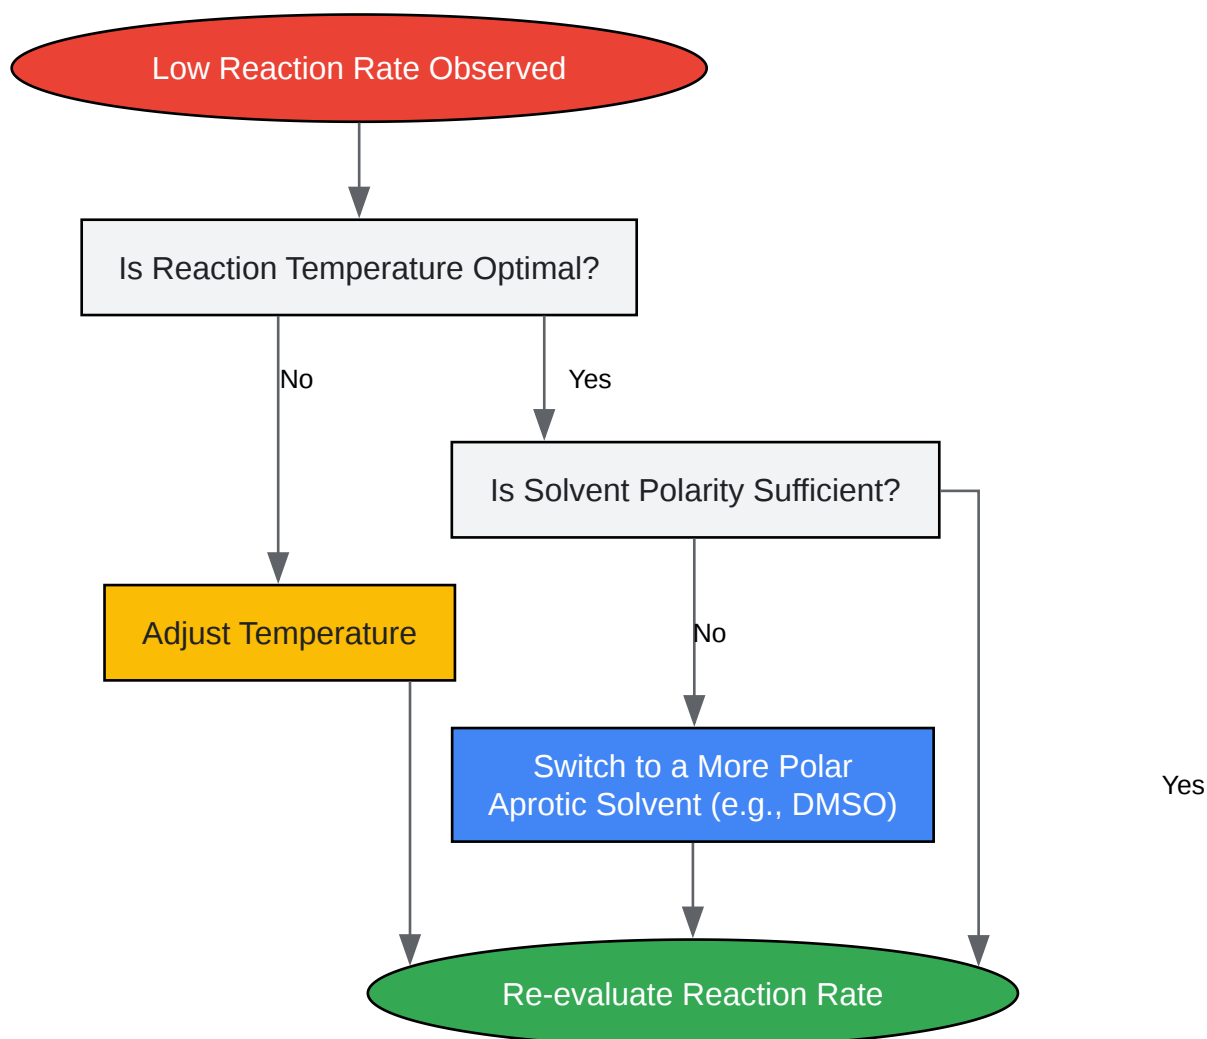 Low Reaction Rate Observed
Is Reaction Temperature Optimal?
No
Yes
Is Solvent Polarity Sufficient?
Adjust Temperature
No
Switch to a More Polar
Aprotic Solvent (e.g., DMSO)
Yes
Re-evaluate Reaction Rate